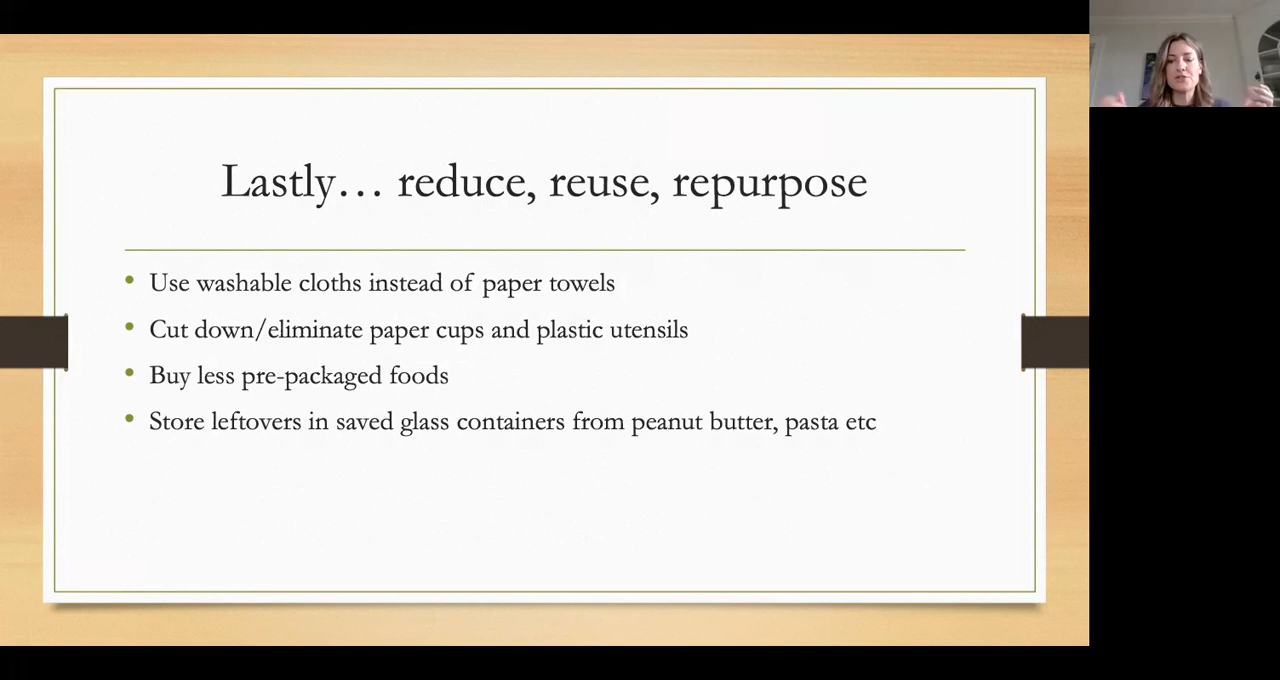 Lastly… reduce, reuse, repurpose
• Use washable cloths instead of paper towels
• Cut down/eliminate paper cups and plastic utensils
• Buy less pre-packaged foods
• Store leftovers in saved glass containers from peanut butter, pasta etc